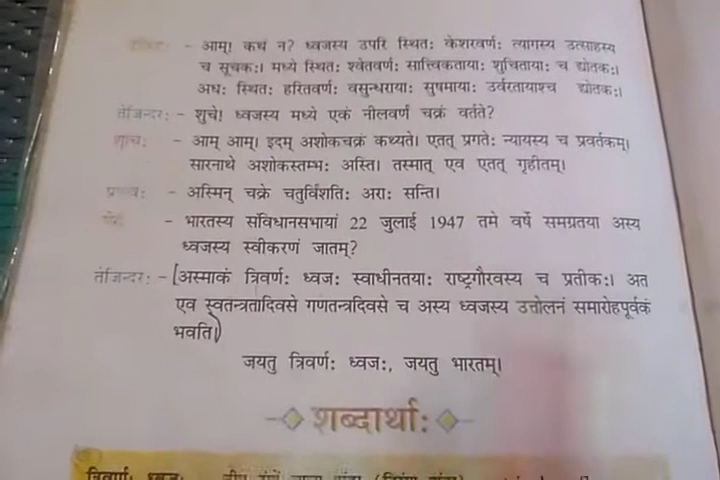 - आम्! कथं न? ध्वजस्य उपरि स्थितः केशरवर्णः त्यागस्य उत्साहस्य
च सूचकः। मध्ये स्थितः श्वेतवर्णः सात्त्विकतायाः शुचितायाः च द्योतकः।
अधः स्थितः हरितवर्णः वसुन्धरायाः सुषमायाः उर्वरतायाश्च द्योतकः।
तेजिन्दरः - शुचे! ध्वजस्य मध्ये एकं नीलवर्णं चक्रं वर्तते?
शुचिः - आम् आम्। इदम् अशोकचक्रं कथ्यते। एतत् प्रगतेः न्यायस्य च प्रवर्तकम्।
सारनाथे अशोकस्तम्भः अस्ति। तस्मात् एव एतत् गृहीतम्।
प्रणवः - अस्मिन् चक्रे चतुर्विंशतिः अराः सन्ति।
- भारतस्य संविधानसभायां 22 जुलाई 1947 तमे वर्षे समग्रतया अस्य
ध्वजस्य स्वीकरणं जातम्?
तेजिन्दरः - अस्माकं त्रिवर्णः ध्वजः स्वाधीनतायाः राष्ट्रगौरवस्य च प्रतीकः। अत
एव स्वतन्त्रतादिवसे गणतन्त्रदिवसे च अस्य ध्वजस्य उत्तोलनं समारोहपूर्वकं
भवति।
जयतु त्रिवर्णः ध्वजः, जयतु भारतम्।
शब्दार्थाः
त्रिवर्णः ध्वजः